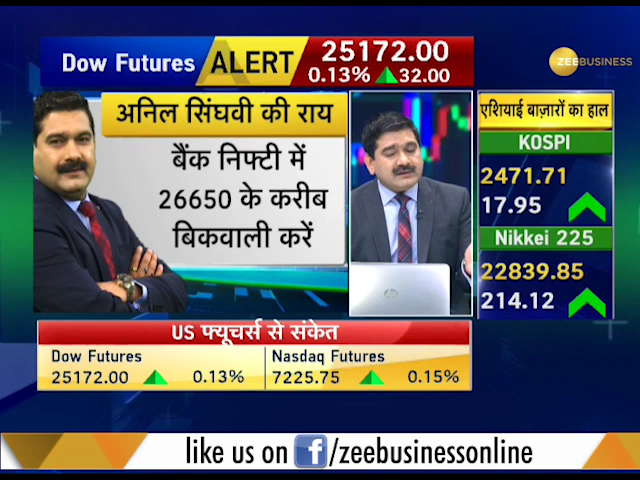 Dow Futures
ALERT
25172.00
0.13% 32.00
ZEEBUSINESS
अनिल सिंघवी की राय
बैंक निफ्टी में
26650 के करीब
बिकवाली करें
hp
एशियाई बाज़ारों का हाल
KOSPI
2471.71
17.95
Nikkei 225
22839.85
214.12
US फ्यूचर्स से संकेत
Dow Futures
25172.00 0.13%
Nasdaq Futures
7225.75 0.15%
like us on f/zeebusinessonline